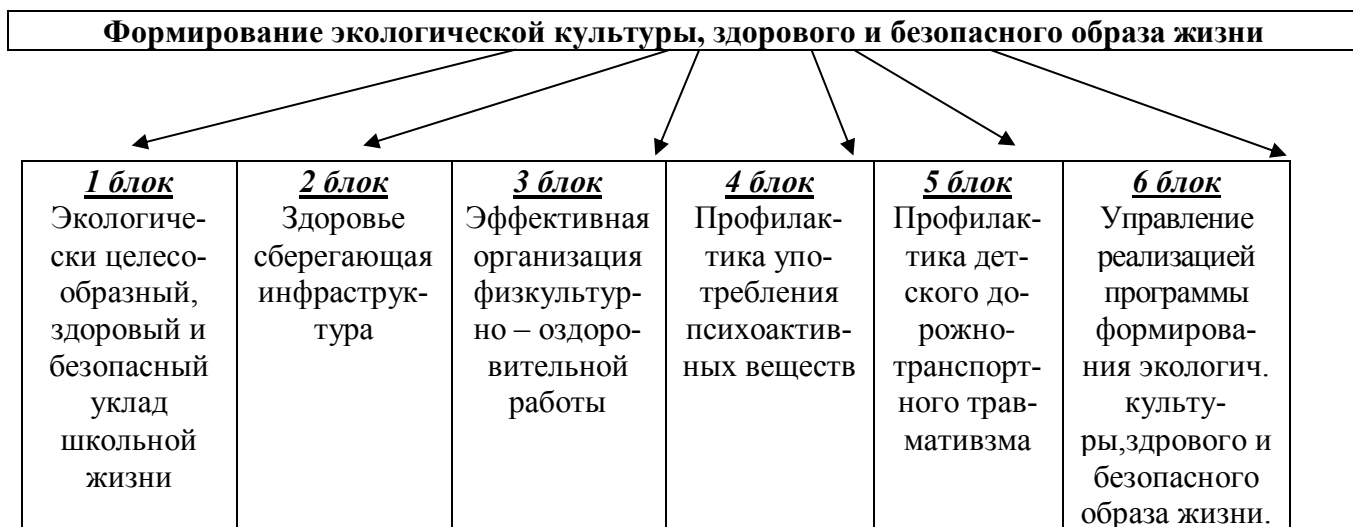 Формирование экологической культуры, здорового и безопасного образа жизни
1 блок
Экологиче-
ски целесо-
образный,
здоровый и
безопасный
уклад
школьной
жизни
2 блок
Здоровье
сберегающая
инфраструк-
тура
3 блок
Эффективная
организация
физкультур-
но – оздоро-
вительной
работы
4 блок
Профилак-
тика упо-
требления
психоактив-
ных веществ
5 блок
Профилак-
тика дет-
ского до-
рожно-
транспорт-
ного трав-
мативзма
6 блок
Управление
реализацией
программы
формирова-
ния экологич.
культу-
ры,здрового и
безопасного
образа жизни.